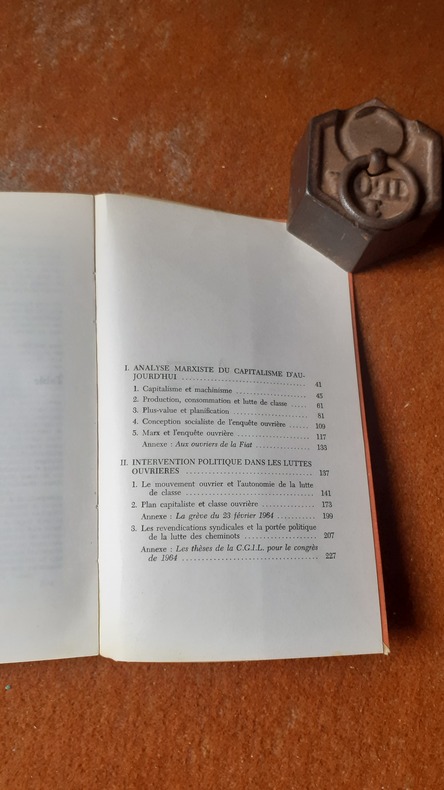 I. ANALYSE MARXISTE DU CAPITALISME D'AU-
JOURD'HUI .............................. 41
1. Capitalisme et machinisme .................. 45
2. Production, consommation et lutte de classe ..... 61
3. Plus-value et planification .................. 81
4. Conception socialiste de l'enquête ouvrière ...... 109
5. Marx et l'enquête ouvrière .................. 117
Annexe : Aux ouvriers de la Fiat ............ 133
II. INTERVENTION POLITIQUE DANS LES LUTTES
OUVRIERES .............................. 137
1. Le mouvement ouvrier et l'autonomie de la lutte
de classe .............................. 141
2. Plan capitaliste et classe ouvrière ............ 173
Annexe : La grève du 23 février 1964 .......... 199
3. Les revendications syndicales et la portée politique
de la lutte des cheminots .................. 207
Annexe : Les thèses de la C.G.I.L. pour le congrès
de 1964 .............................. 227